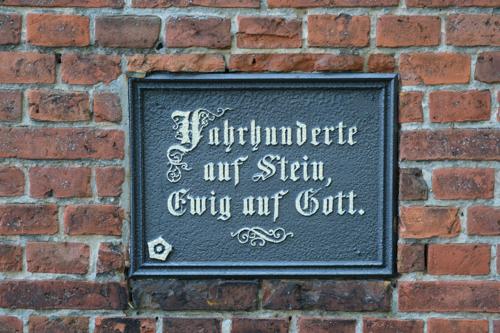 Jahrhunderte
auf Stein,
Ewig auf Gott.